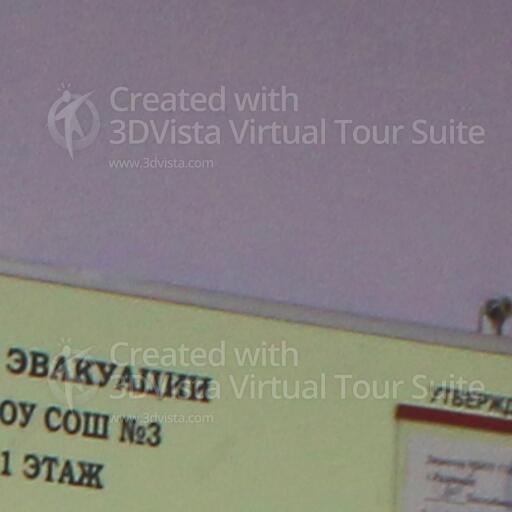 Created with
3DVista Virtual Tour Suite
www.3dvista.com
ЭВАКУАЦИИ
ОУ СОШ №3
1 ЭТАЖ
Created with
3DVista Virtual Tour Suite
www.3dvista.com
УТВЕРЖД